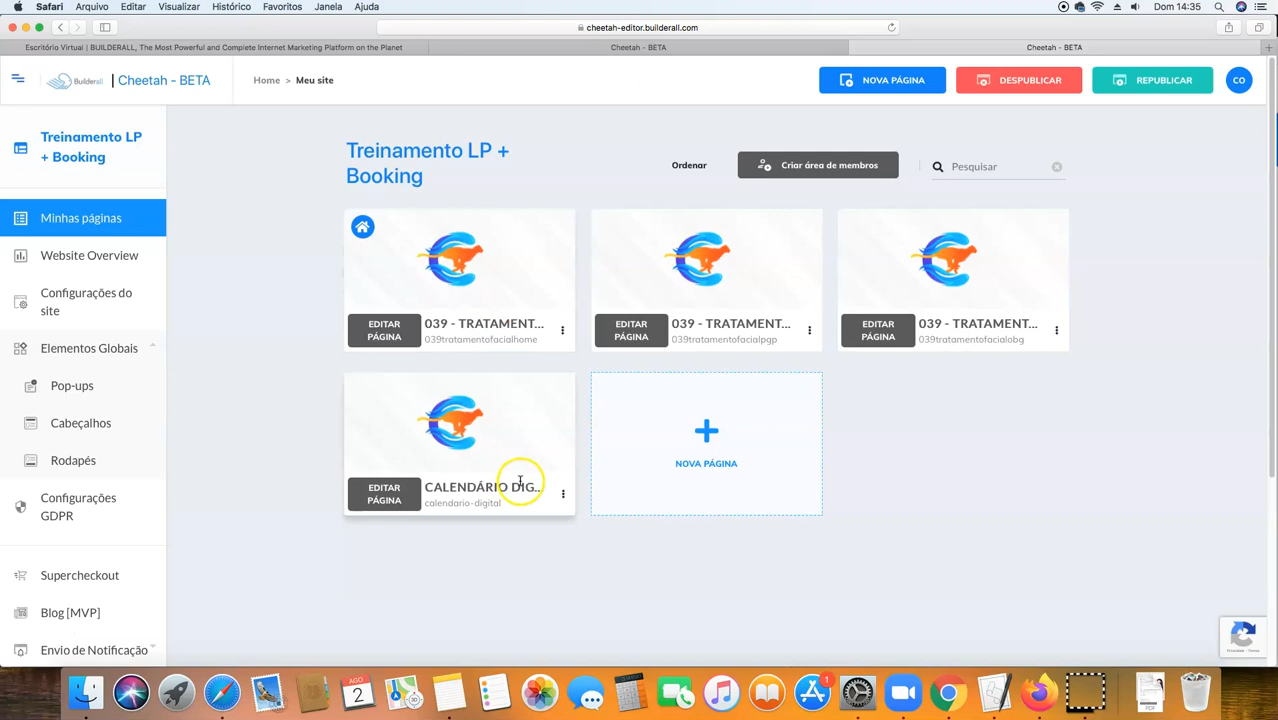 Safari Arquivo Editar Visualizar Histórico Favoritos Janela Ajuda Dom 14:35
cheetah-editor.builderall.com
Escritório Virtual | BUILDERALL, The Most Powerful and Complete Internet Marketing Platform on the Planet Cheetah - BETA Cheetah - BETA
Builderall | Cheetah - BETA Home > Meu site NOVA PÁGINA DESPUBLICAR REPUBLICAR CO
Treinamento LP + Booking
Minhas páginas
Website Overview
Configurações do site
Elementos Globais
Pop-ups
Cabeçalhos
Rodapés
Configurações GDPR
Supercheckout
Blog [MVP]
Envio de Notificação
Treinamento LP +
Booking
Ordenar Criar área de membros Pesquisar
EDITAR PÁGINA 039 - TRATAMENT...
039tratamentofacialhome
EDITAR PÁGINA 039 - TRATAMENT...
039tratamentofacialpgp
EDITAR PÁGINA 039 - TRATAMENT...
039tratamentofacialobg
EDITAR PÁGINA CALENDÁRIO DIG...
calendario-digital
NOVA PÁGINA
AGO
2
1
PDF